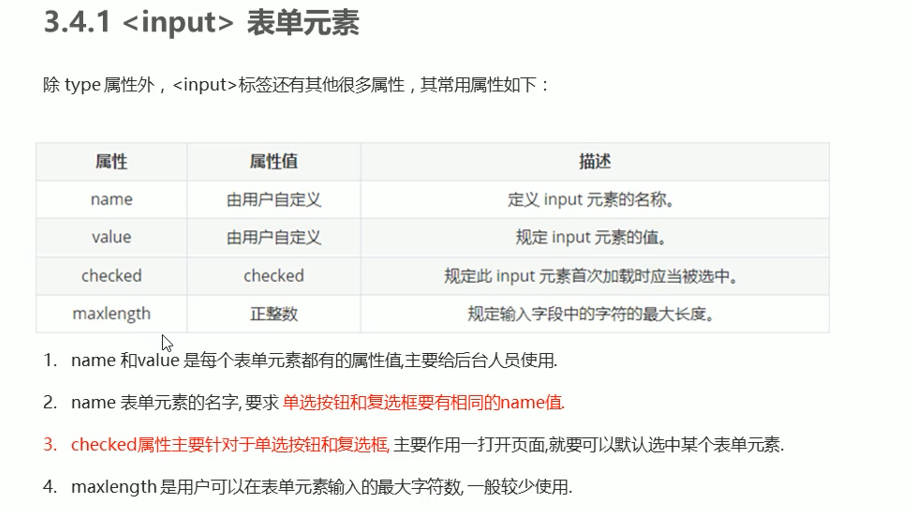 3.4.1 <input> 表单元素
除 type 属性外，<input>标签还有其他很多属性，其常用属性如下：
属性 属性值 描述
name 由用户自定义 定义 input 元素的名称。
value 由用户自定义 规定 input 元素的值。
checked checked 规定此 input 元素首次加载时应当被选中。
maxlength 正整数 规定输入字段中的字符的最大长度。
1. name 和value 是每个表单元素都有的属性值,主要给后台人员使用.
2. name 表单元素的名字, 要求 单选按钮和复选框要有相同的name值.
3. checked属性主要针对于单选按钮和复选框, 主要作用一打开页面,就要可以默认选中某个表单元素.
4. maxlength 是用户可以在表单元素输入的最大字符数, 一般较少使用.